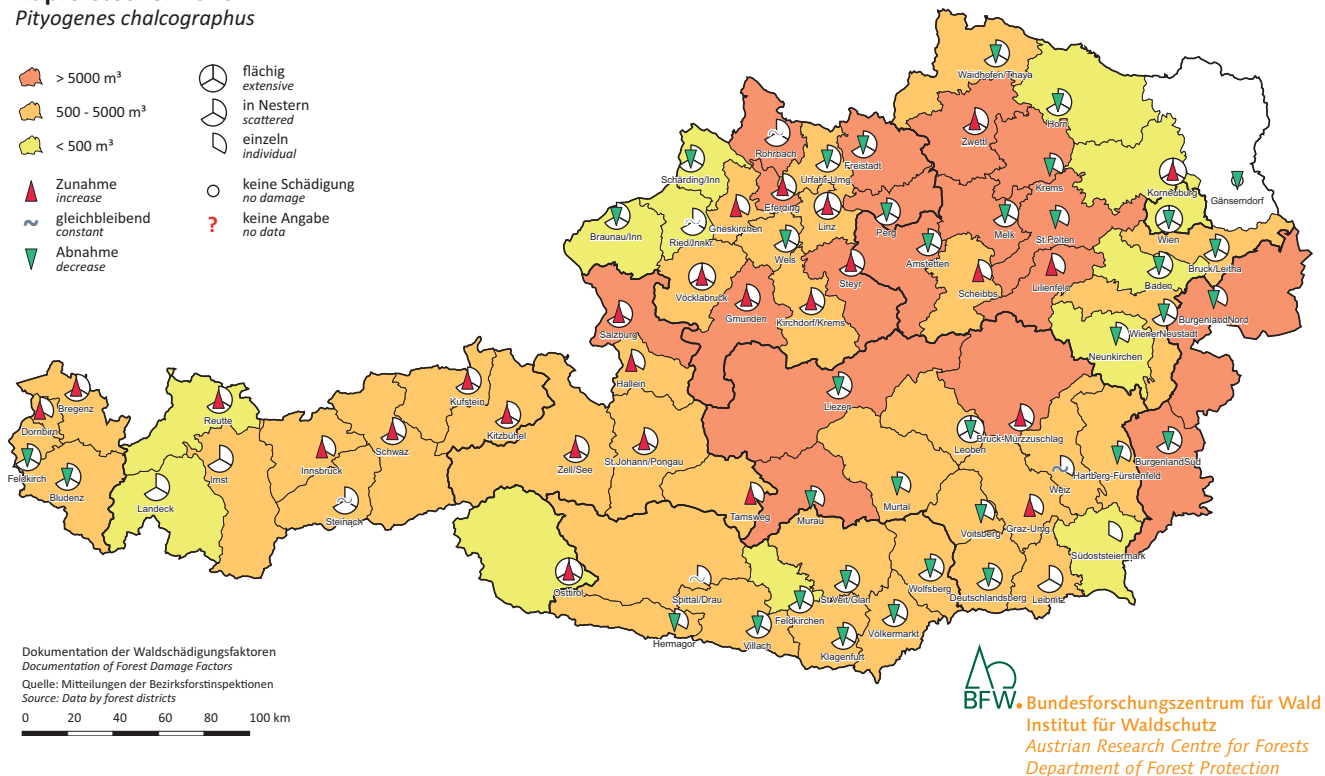 Pityogenes chalcographus
> 5000 m³
500 - 5000 m³
< 500 m³
flächig
extensive
in Nestern
scattered
einzeln
individual
Zunahme
increase
gleichbleibend
constant
Abnahme
decrease
keine Schädigung
no damage
?
keine Angabe
no data
Waidhofen/Thaya
Horn
Zwettl
Rohrbach
Freistadt
Schärding/Inn
Urfahr-Umg.
Krems
Korneuburg
Gänserndorf
Eferding
Grieskirchen
Linz
Braunau/Inn
Ried/Innkr.
Perg
Melk
St.Pölten
Wien
Wels
Amstetten
Bruck/Leitha
Steyr
Scheibbs
Lilienfeld
Baden
Vöcklabruck
Gmunden
Kirchdorf/Krems
BurgenlandNord
Salzburg
WienerNeustadt
Neunkirchen
Hallein
Bregenz
Kufstein
Liezen
Dornbirn
Reutte
Kitzbühel
Bruck-Mürzzuschlag
Schwaz
Leoben
BurgenlandSüd
Zell/See
St.Johann/Pongau
Innsbruck
Feldkirch
Imst
Hartberg-Fürstenfeld
Bludenz
Weiz
Landeck
Steinach
Tamsweg
Murau
Murtal
Voitsberg
Graz-Umg.
Südoststeiermark
Osttirol
Spittal/Drau
St.Veit/Glan
Wolfsberg
Deutschlandsberg
Leibnitz
Feldkirchen
Völkermarkt
Hermagor
Villach
Klagenfurt
Dokumentation der Waldschädigungsfaktoren
Documentation of Forest Damage Factors
Quelle: Mitteilungen der Bezirksforstinspektionen
Source: Data by forest districts
0 20 40 60 80 100 km
BFW.
Bundesforschungszentrum für Wald
Institut für Waldschutz
Austrian Research Centre for Forests
Department of Forest Protection